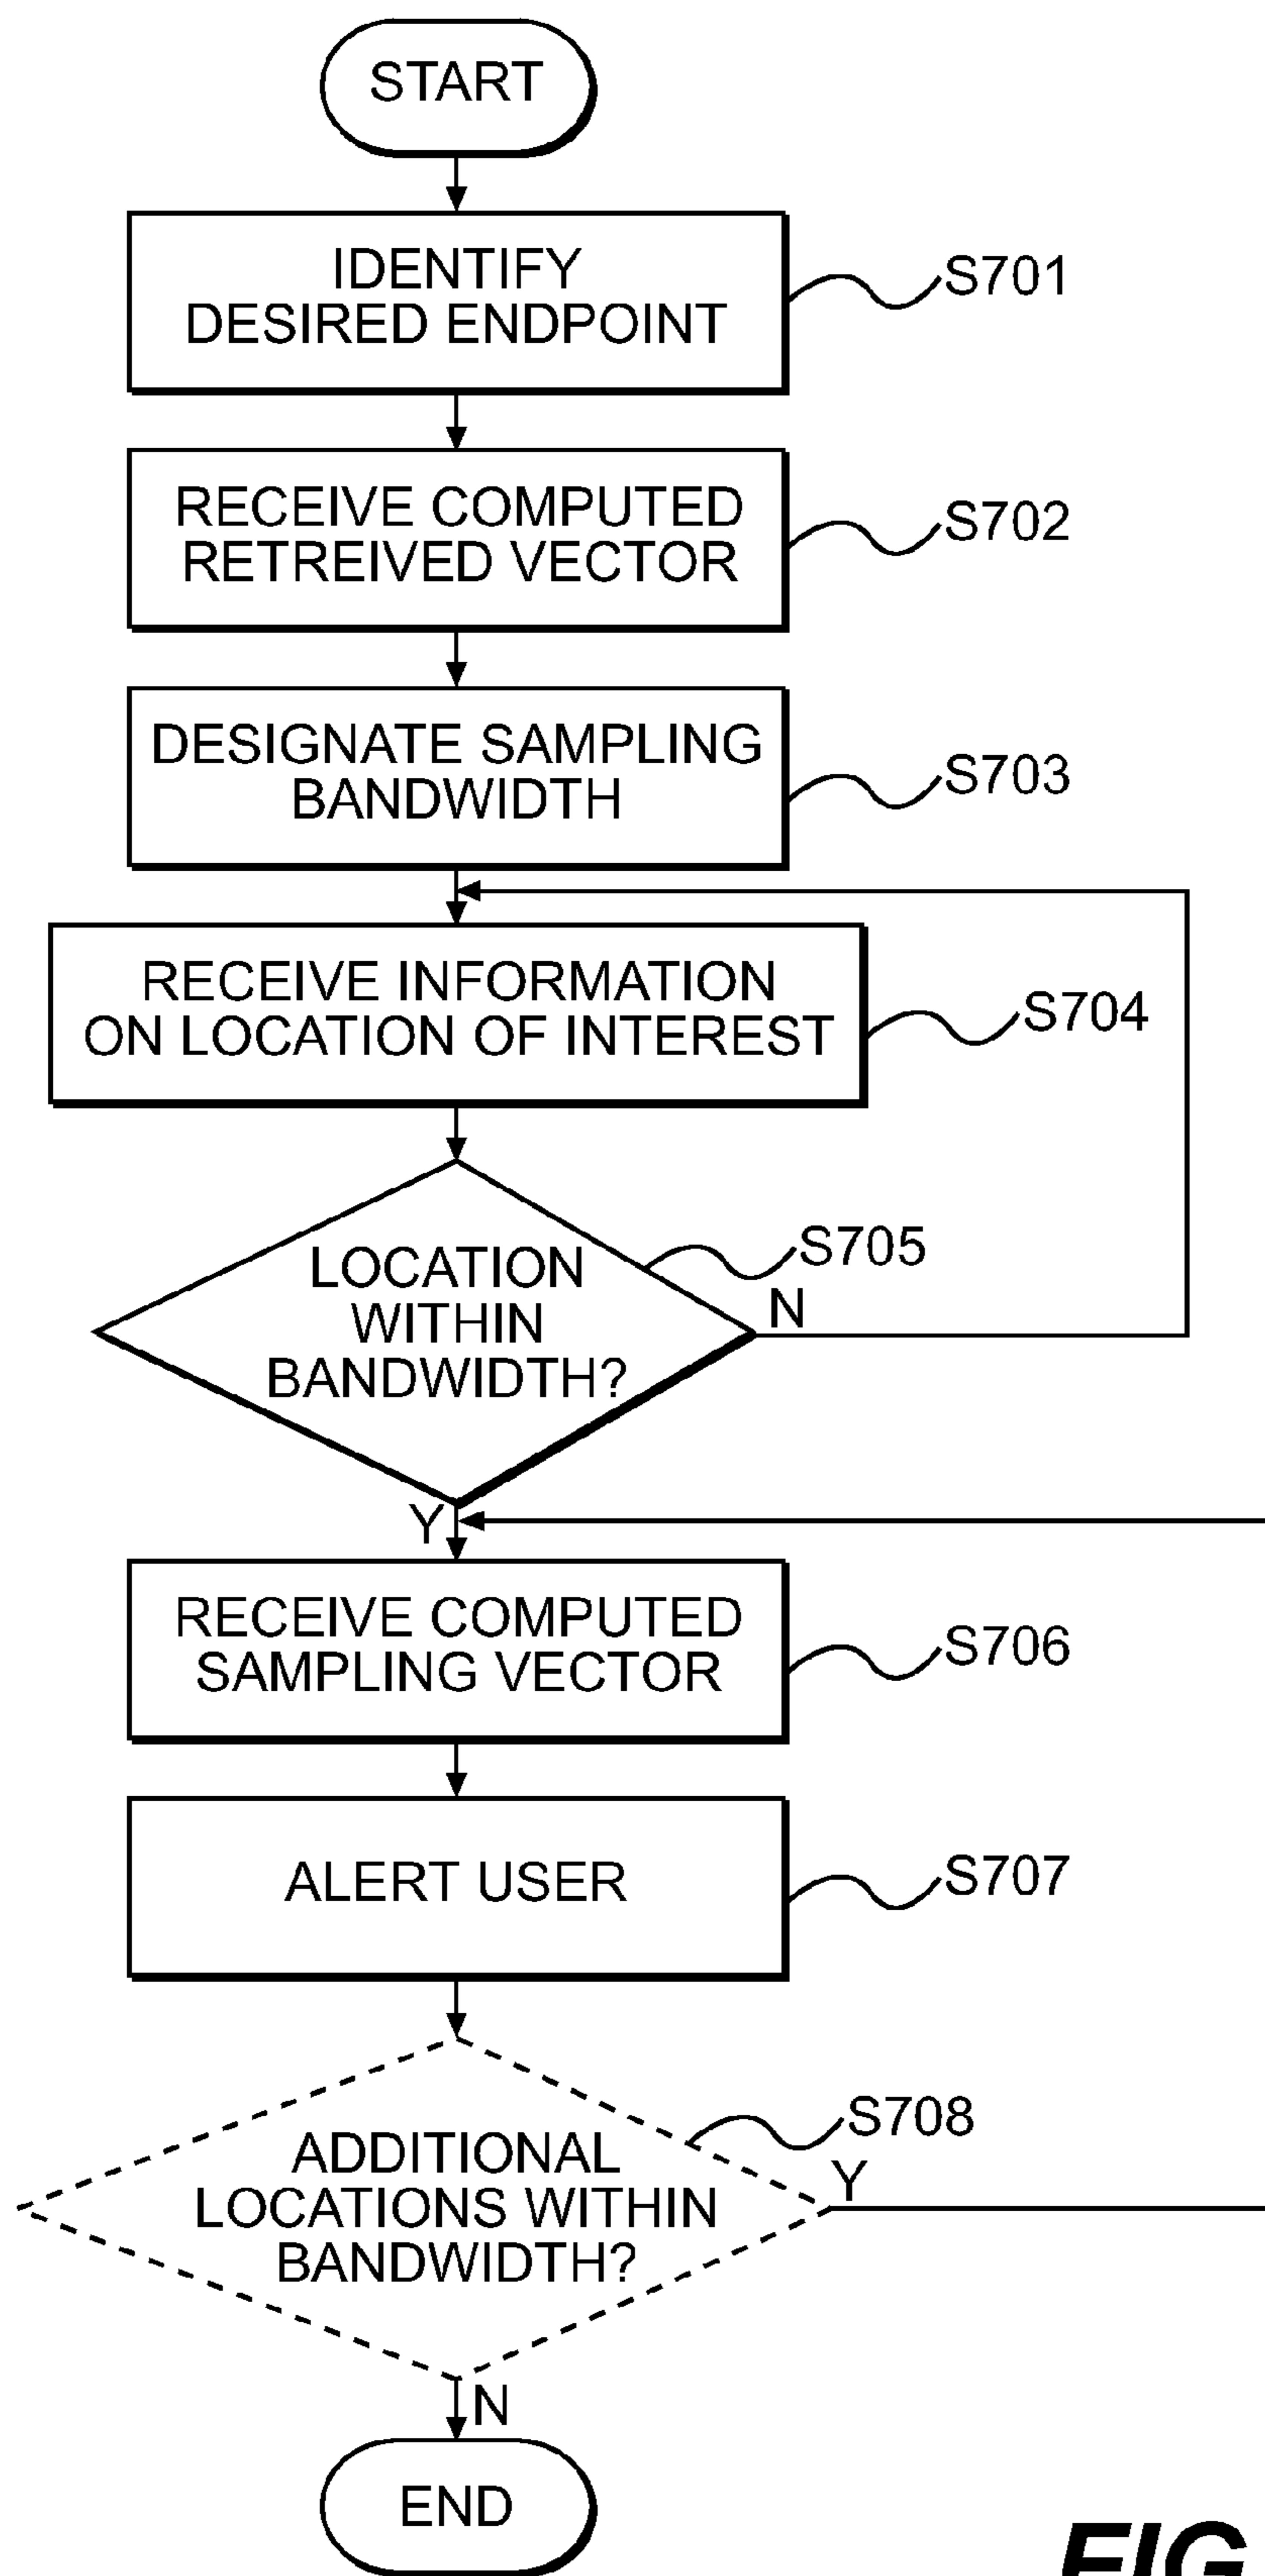 START
IDENTIFY
DESIRED ENDPOINT
S701
RECEIVE COMPUTED
RETREIVED VECTOR
S702
DESIGNATE SAMPLING
BANDWIDTH
S703
RECEIVE INFORMATION
ON LOCATION OF INTEREST
S704
LOCATION
WITHIN
BANDWIDTH?
S705
N
Y
RECEIVE COMPUTED
SAMPLING VECTOR
S706
ALERT USER
S707
ADDITIONAL
LOCATIONS WITHIN
BANDWIDTH?
S708
Y
N
END
FIG